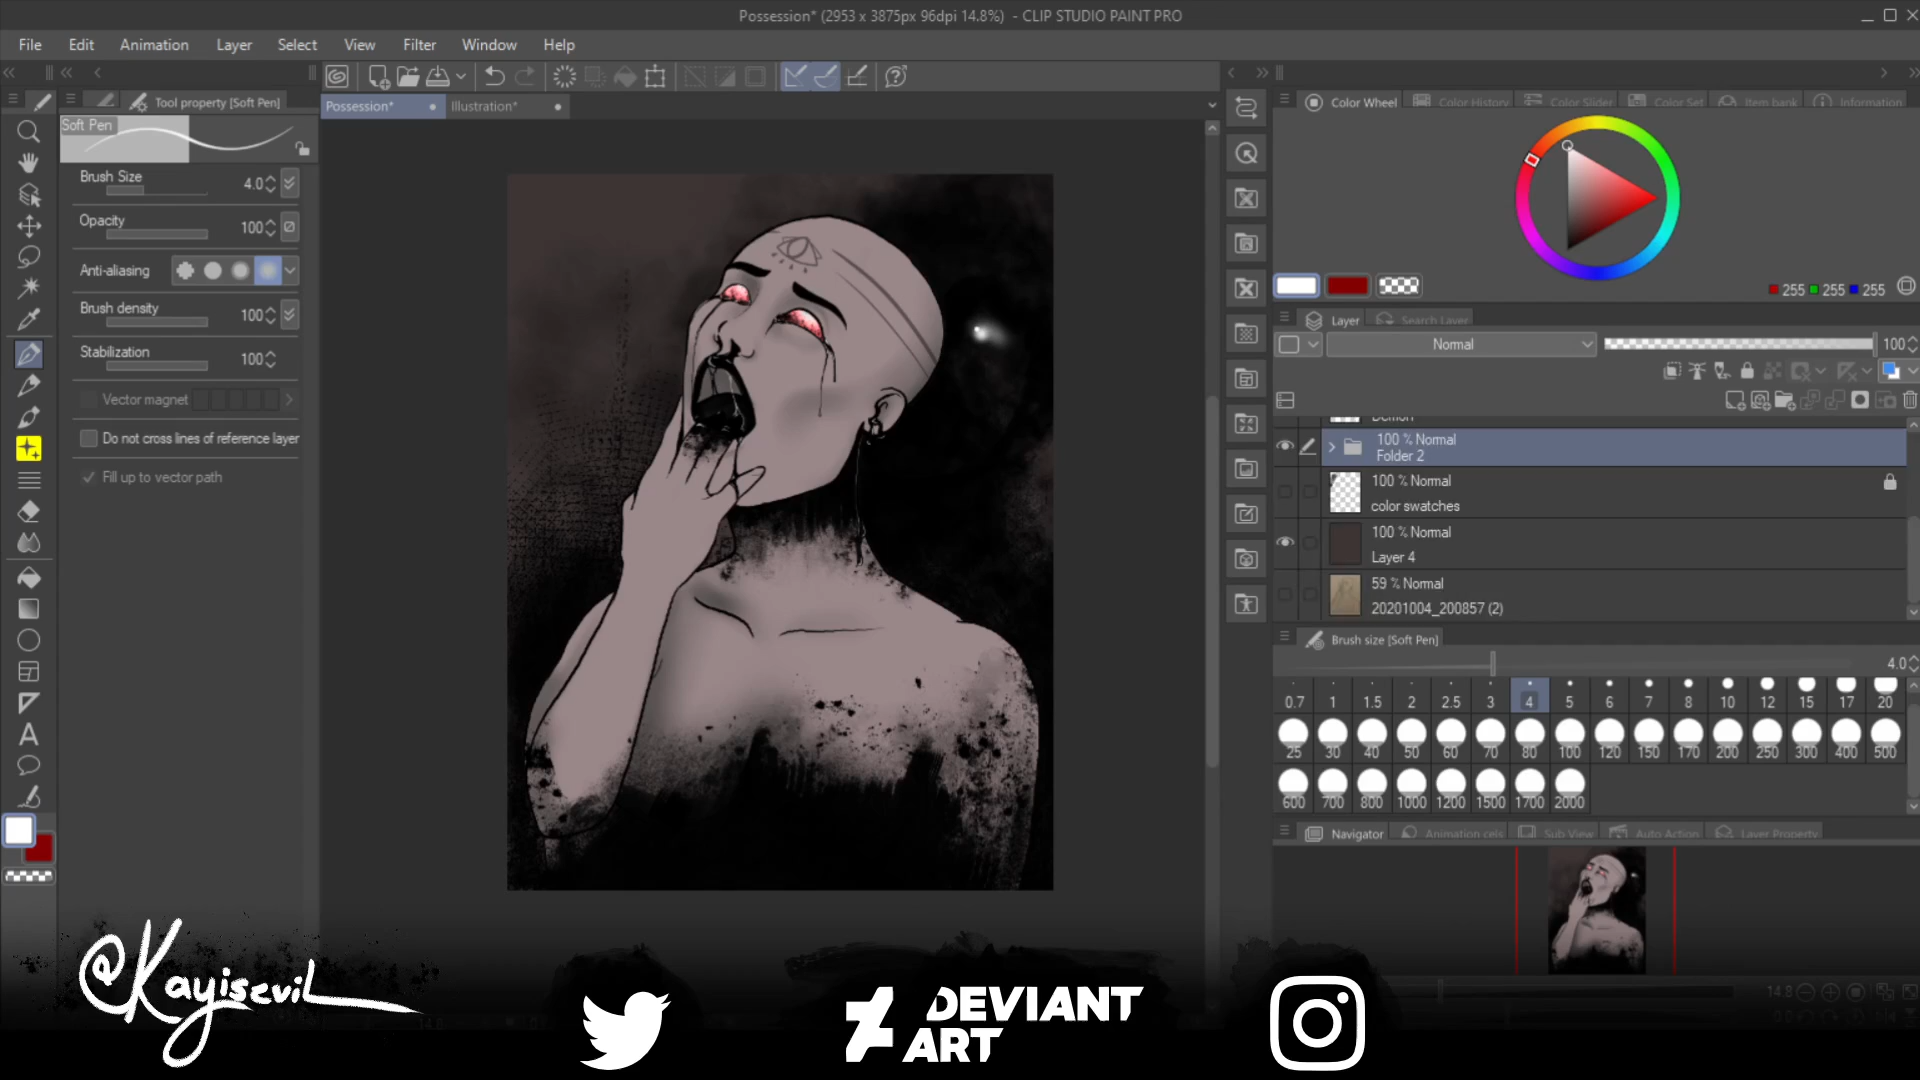 Possession* (2953 x 3875px 96dpi 14.8%) - CLIP STUDIO PAINT PRO
File Edit Animation Layer Select View Filter Window Help
Tool property [Soft Pen]
Possession* Illustration*
Color Wheel Color History Color Slider Color Set Item bank Information
Soft Pen
Brush Size 4.0
Opacity 100
Anti-aliasing
Brush density 100
Stabilization 100
Vector magnet
Do not cross lines of reference layer
Fill up to vector path
255 255 255
Layer Search Layer
Normal 100
Demon
100 % Normal
Folder 2
100 % Normal
color swatches
100 % Normal
Layer 4
59 % Normal
20201004_200857 (2)
Brush size [Soft Pen]
4.0
0.7 1 1.5 2 2.5 3 4 5 6 7 8 10 12 15 17 20
25 30 40 50 60 70 80 100 120 150 170 200 250 300 400 500
600 700 800 1000 1200 1500 1700 2000
Navigator Animation cels Sub View Auto Action Layer Property
14.8
0.0
@Kayisevil
DEVIANT
ART